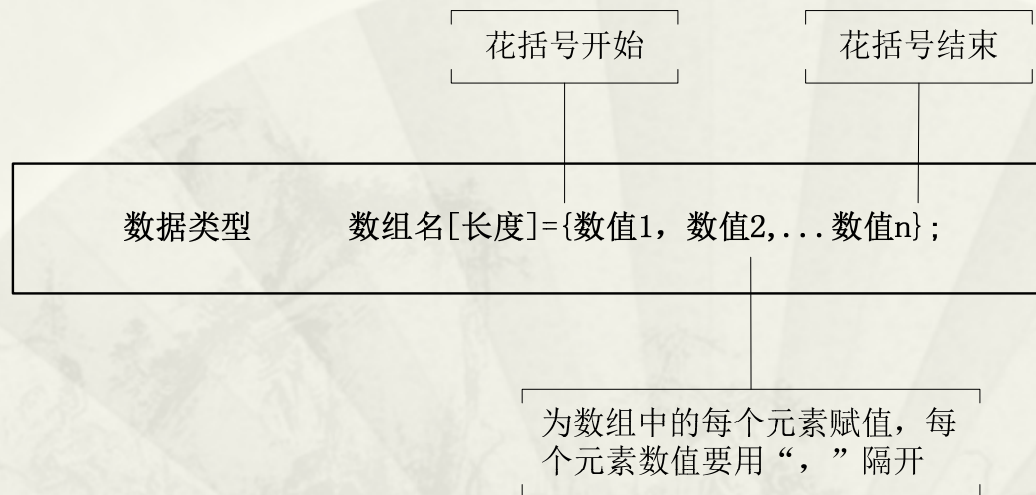 花括号开始
花括号结束
数据类型 数组名[长度]={数值1，数值2,...数值n};
为数组中的每个元素赋值，每
个元素数值要用“，”隔开